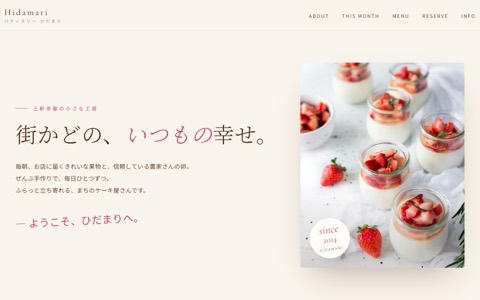 Hidamari
パティスリー ひだまり
ABOUT
THIS MONTH
MENU
RESERVE
INFO
三軒茶屋の小さな工房
街かどの、いつもの幸せ。
毎朝、お店に届くきれいな果物と、信頼している農家さんの卵。
ぜんぶ手作りで、毎日ひとつずつ。
ふらっと立ち寄れる、まちのケーキ屋さんです。
— ようこそ、ひだまりへ。
since
2014
HIDAMARI